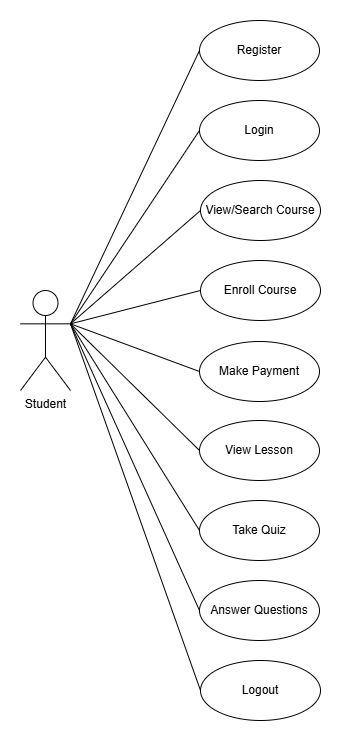 Register
Login
View/Search Course
Enroll Course
Make Payment
Student
View Lesson
Take Quiz
Answer Questions
Logout